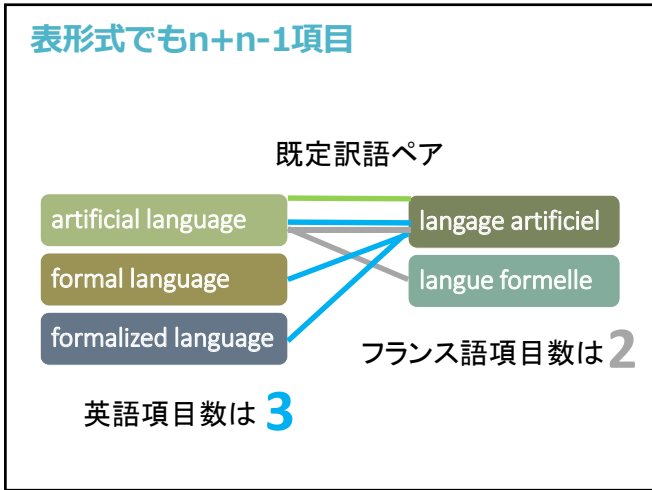 表形式でもn+n-1項目
既定訳語ペア
artificial language
langage artificiel
formal language
langue formelle
formalized language
フランス語項目数は2
英語項目数は 3